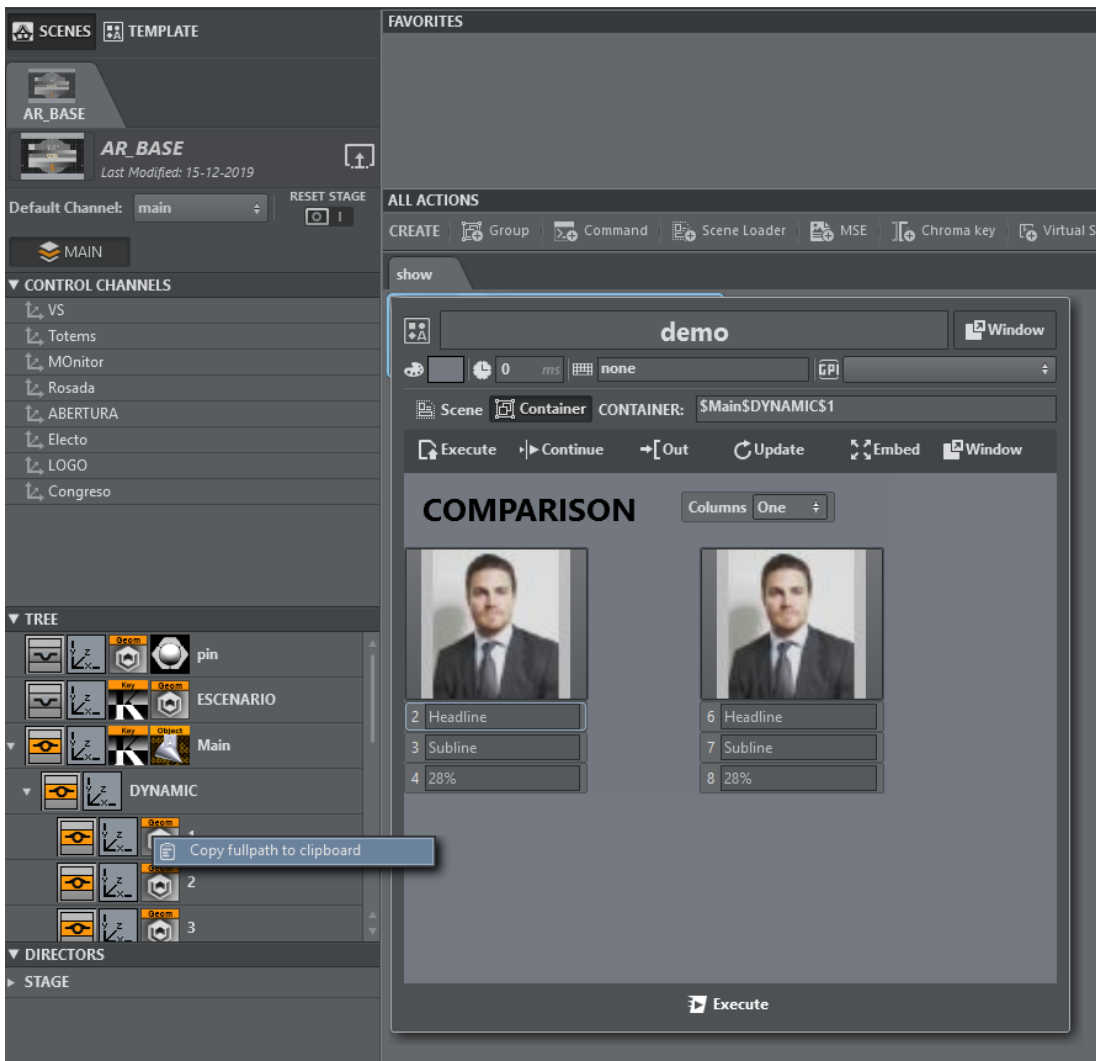 SCENES TEMPLATE
AR_BASE
AR_BASE
Last Modified: 15-12-2019
Default Channel: main
RESET STAGE
MAIN
CONTROL CHANNELS
VS
Totems
MOnitor
Rosada
ABERTURA
Electo
LOGO
Congreso
TREE
Geom
pin
Key Geom
ESCENARIO
Key Object
Main
DYNAMIC
Geom
Copy fullpath to clipboard
Geom
2
Geom
3
DIRECTORS
STAGE
FAVORITES
ALL ACTIONS
CREATE Group Command Scene Loader MSE Chroma key Virtual S
show
demo Window
0 ms none GPI
Scene Container CONTAINER: $Main$DYNAMIC$1
Execute Continue Out Update Embed Window
COMPARISON Columns One
2 Headline 6 Headline
3 Subline 7 Subline
4 28% 8 28%
Execute